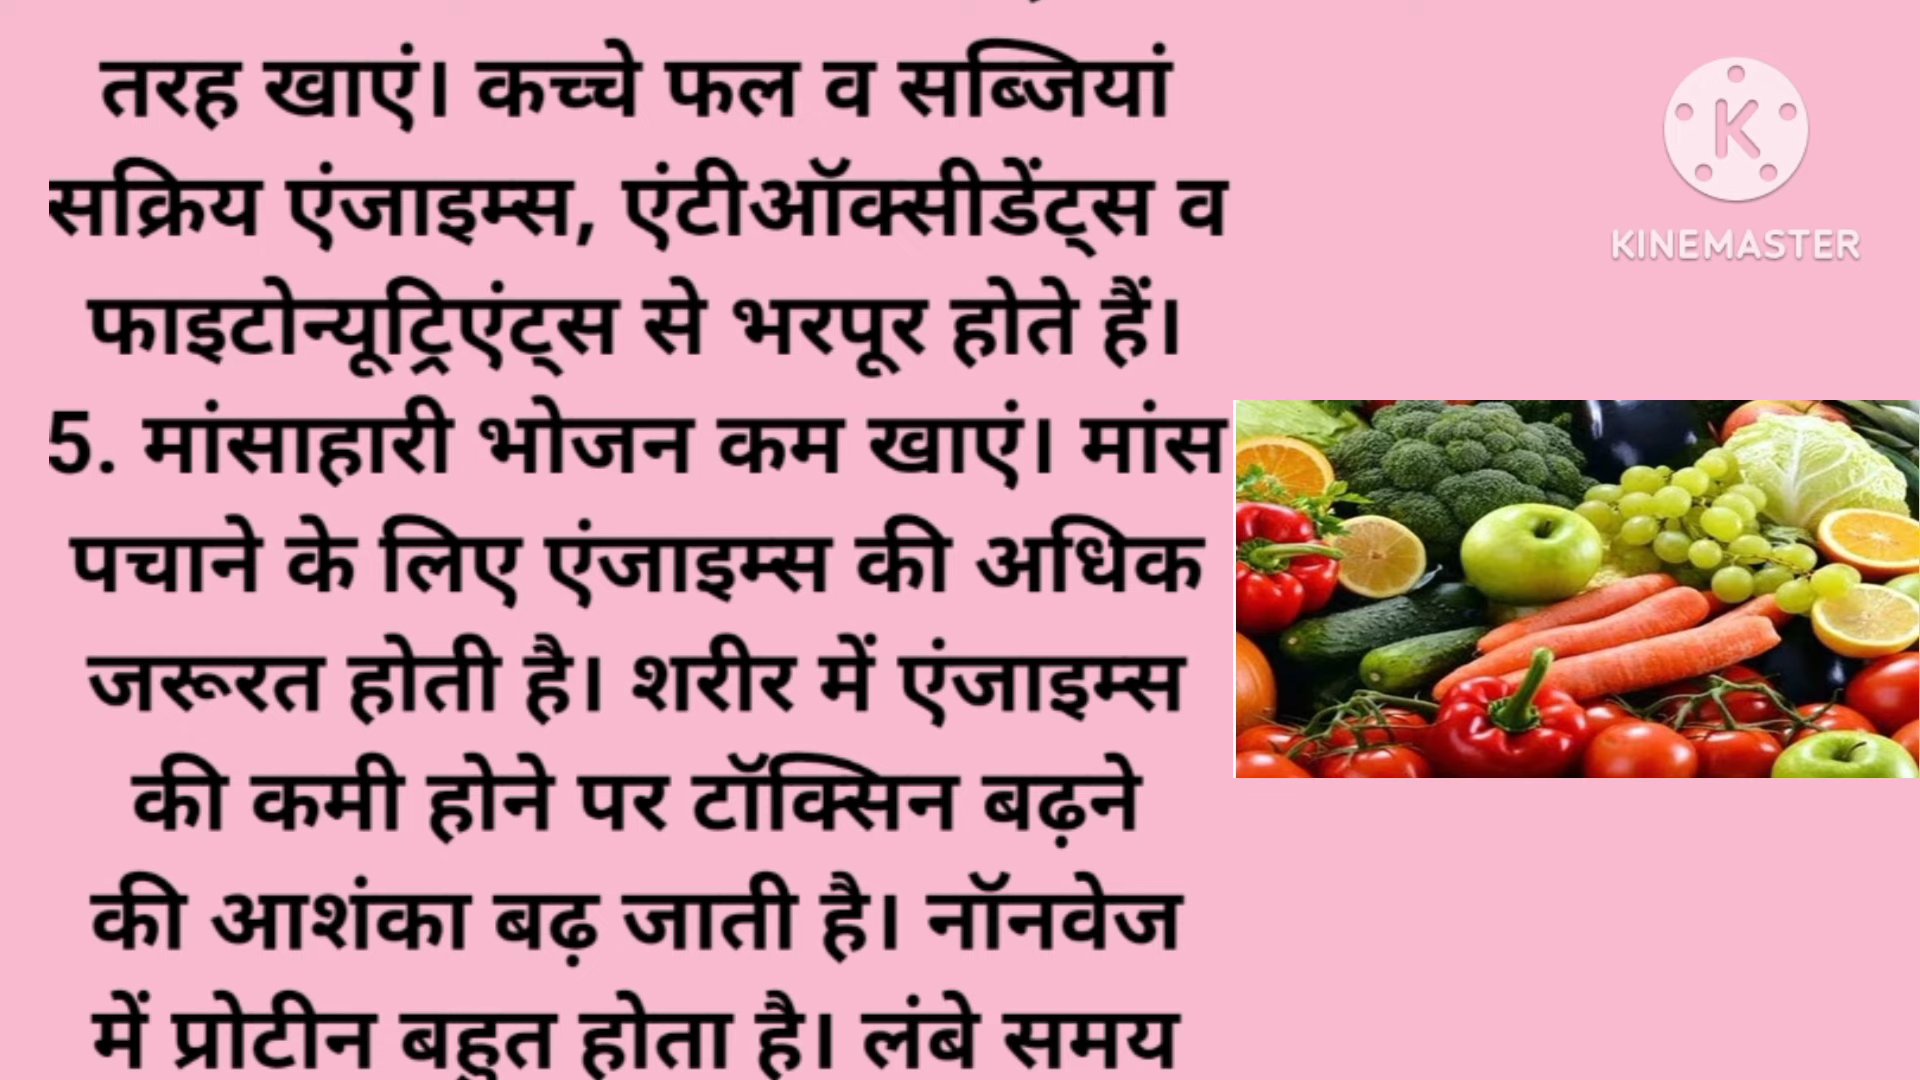 तरह खाएं। कच्चे फल व सब्जियां
सक्रिय एंजाइम्स, एंटीऑक्सीडेंट्स व
फाइटोन्यूट्रिएंट्स से भरपूर होते हैं।
5. मांसाहारी भोजन कम खाएं। मांस
पचाने के लिए एंजाइम्स की अधिक
जरूरत होती है। शरीर में एंजाइम्स
की कमी होने पर टॉक्सिन बढ़ने
की आशंका बढ़ जाती है। नॉनवेज
में प्रोटीन बहुत होता है। लंबे समय
K
KINEMASTER